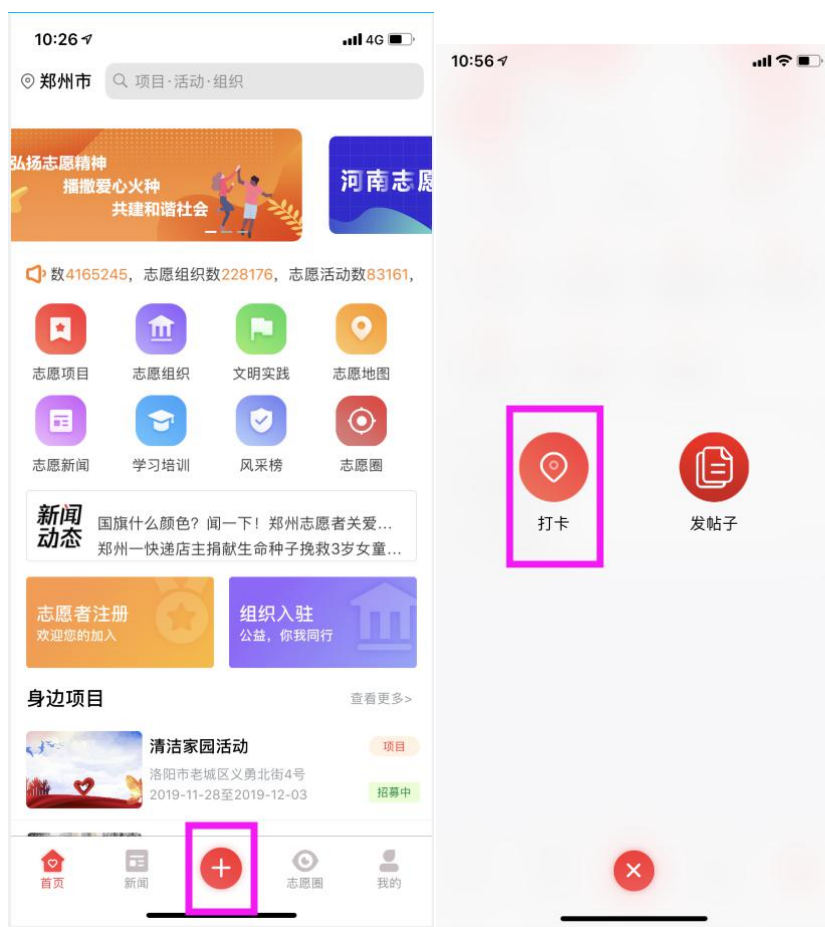 10:26
4G
郑州市
项目·活动·组织
弘扬志愿精神
播撒爱心火种
共建和谐社会
河南志愿
数4165245，志愿组织数228176，志愿活动数83161，
志愿项目
志愿组织
文明实践
志愿地图
志愿新闻
学习培训
风采榜
志愿圈
新闻
动态
国旗什么颜色？闻一下！郑州志愿者关爱...
郑州一快递店主捐献生命种子挽救3岁女童...
志愿者注册
欢迎您的加入
组织入驻
公益，你我同行
身边项目
查看更多>
清洁家园活动
项目
洛阳市老城区义勇北街4号
2019-11-28至2019-12-03
招募中
首页
新闻
志愿圈
我的
10:56
打卡
发帖子